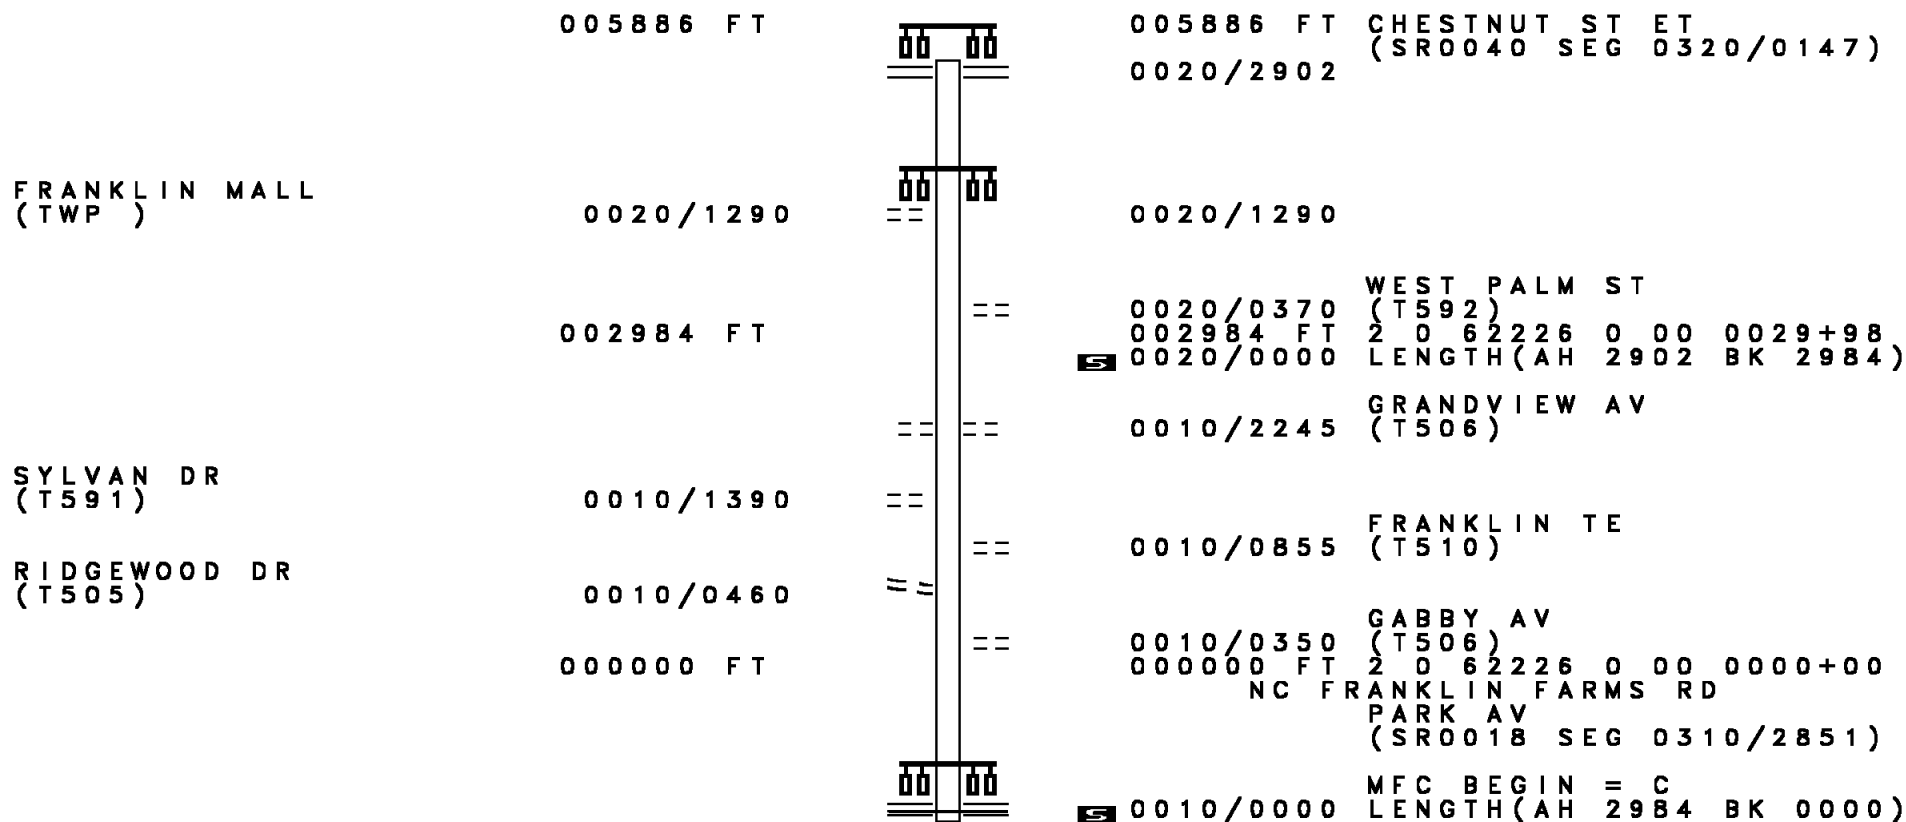 005886 FT 005886 FT CHESTNUT ST ET
(SR0040 SEG 0320/0147)
0020/2902
FRANKLIN MALL
(TWP ) 0020/1290 0020/1290
WEST PALM ST
0020/0370 (T592)
002984 FT 002984 FT 2 0 62226 0 00 0029+98
S 0020/0000 LENGTH(AH 2902 BK 2984)
GRANDVIEW AV
0010/2245 (T506)
SYLVAN DR
(T591) 0010/1390
FRANKLIN TE
0010/0855 (T510)
RIDGEWOOD DR
(T505) 0010/0460
GABBY AV
0010/0350 (T506)
000000 FT 000000 FT 2 0 62226 0 00 0000+00
NC FRANKLIN FARMS RD
PARK AV
(SR0018 SEG 0310/2851)
MFC BEGIN = C
S 0010/0000 LENGTH(AH 2984 BK 0000)